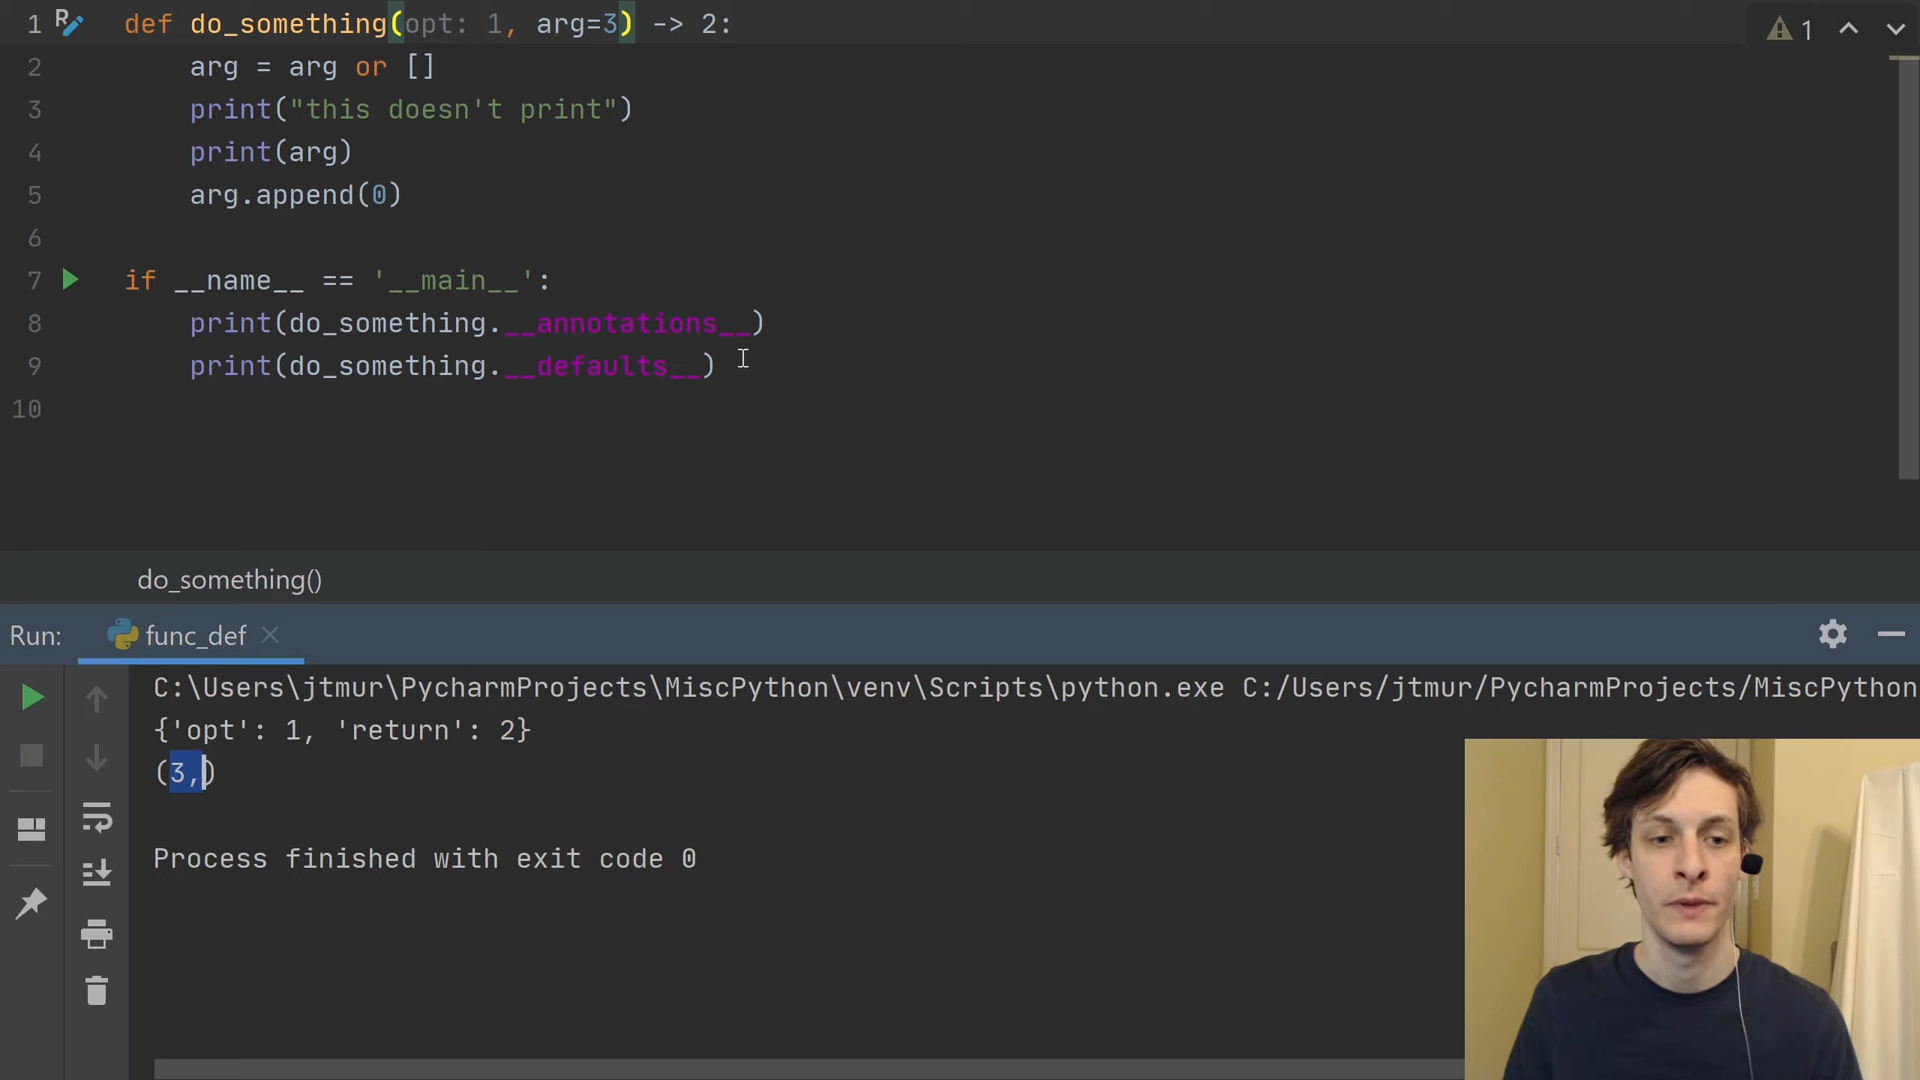 1 def do_something(opt: 1, arg=3) -> 2:
2 arg = arg or []
3 print("this doesn't print")
4 print(arg)
5 arg.append(0)
6
7 if __name__ == '__main__':
8 print(do_something.__annotations__)
9 print(do_something.__defaults__)
10
1
do_something()
Run: func_def
C:\Users\jtmur\PycharmProjects\MiscPython\venv\Scripts\python.exe C:/Users/jtmur/PycharmProjects/MiscPython
{'opt': 1, 'return': 2}
(3,)
Process finished with exit code 0